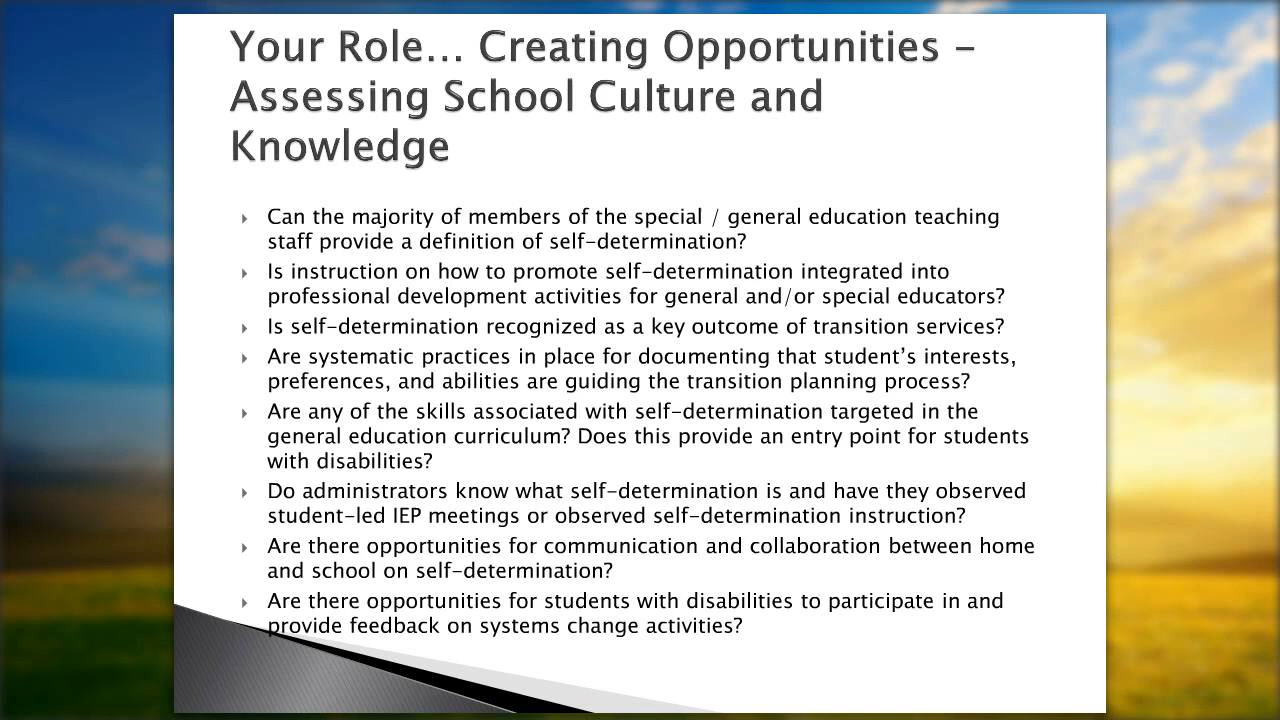 Your Role... Creating Opportunities –
Assessing School Culture and
Knowledge
Can the majority of members of the special / general education teaching
staff provide a definition of self-determination?
Is instruction on how to promote self-determination integrated into
professional development activities for general and/or special educators?
Is self-determination recognized as a key outcome of transition services?
Are systematic practices in place for documenting that student’s interests,
preferences, and abilities are guiding the transition planning process?
Are any of the skills associated with self-determination targeted in the
general education curriculum? Does this provide an entry point for students
with disabilities?
Do administrators know what self-determination is and have they observed
student-led IEP meetings or observed self-determination instruction?
Are there opportunities for communication and collaboration between home
and school on self-determination?
Are there opportunities for students with disabilities to participate in and
provide feedback on systems change activities?